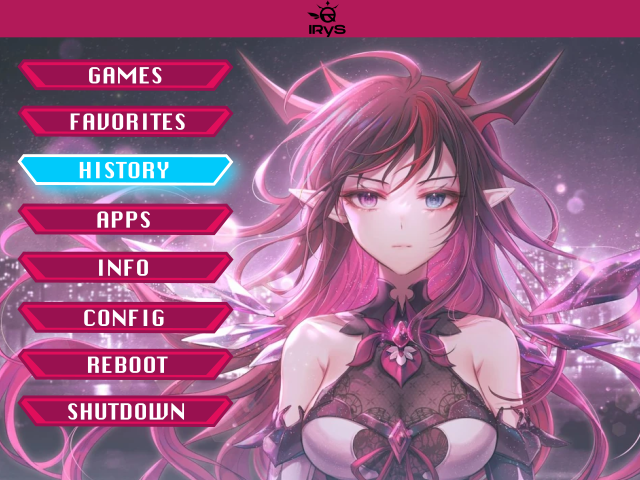 IRyS
GAMES
FAVORITES
HISTORY
APPS
INFO
CONFIG
REBOOT
SHUTDOWN